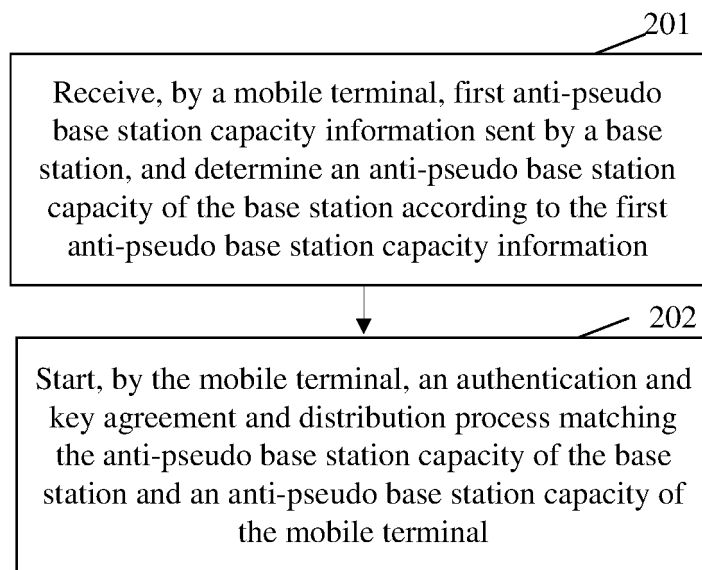 201
Receive, by a mobile terminal, first anti-pseudo
base station capacity information sent by a base
station, and determine an anti-pseudo base station
capacity of the base station according to the first
anti-pseudo base station capacity information
202
Start, by the mobile terminal, an authentication and
key agreement and distribution process matching
the anti-pseudo base station capacity of the base
station and an anti-pseudo base station capacity of
the mobile terminal